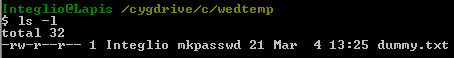 Integlio@Lapis /cygdrive/c/wedtemp
$ ls -l
total 32
-rw-r--r-- 1 Integlio mkpasswd 21 Mar  4 13:25 dummy.txt